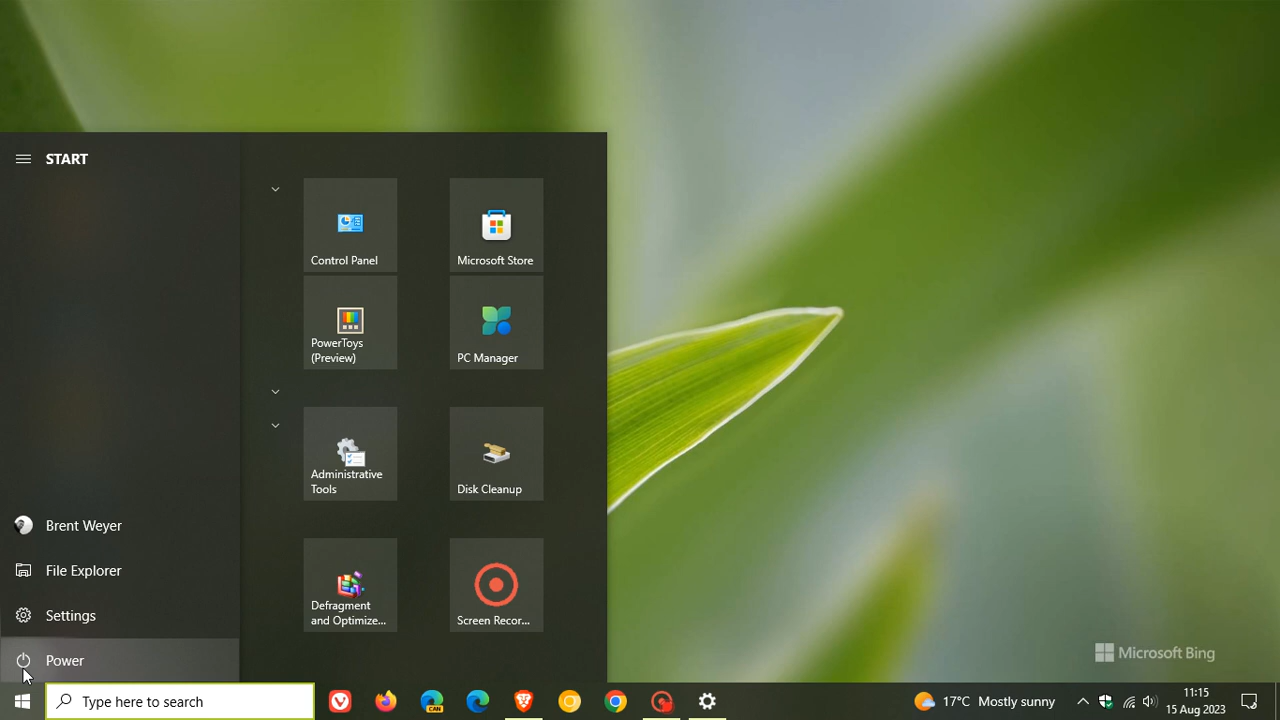 START
Control Panel
Microsoft Store
PowerToys
(Preview)
PC Manager
Administrative
Tools
Disk Cleanup
Defragment
and Optimize...
Screen Recor...
Brent Weyer
File Explorer
Settings
Power
Microsoft Bing
Type here to search
CAN
17°C Mostly sunny
11:15
15 Aug 2023